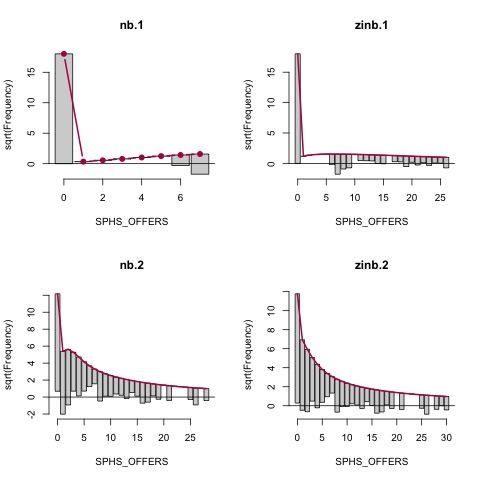 nb.1
sqrt(Frequency)
15
10
5
0
0 2 4 6
SPHS_OFFERS
zinb.1
sqrt(Frequency)
15
10
5
0
0 5 10 15 20 25
SPHS_OFFERS
nb.2
sqrt(Frequency)
10
8
6
4
2
0
-2
0 5 10 15 20 25
SPHS_OFFERS
zinb.2
sqrt(Frequency)
10
8
6
4
2
0
0 5 10 15 20 25 30
SPHS_OFFERS